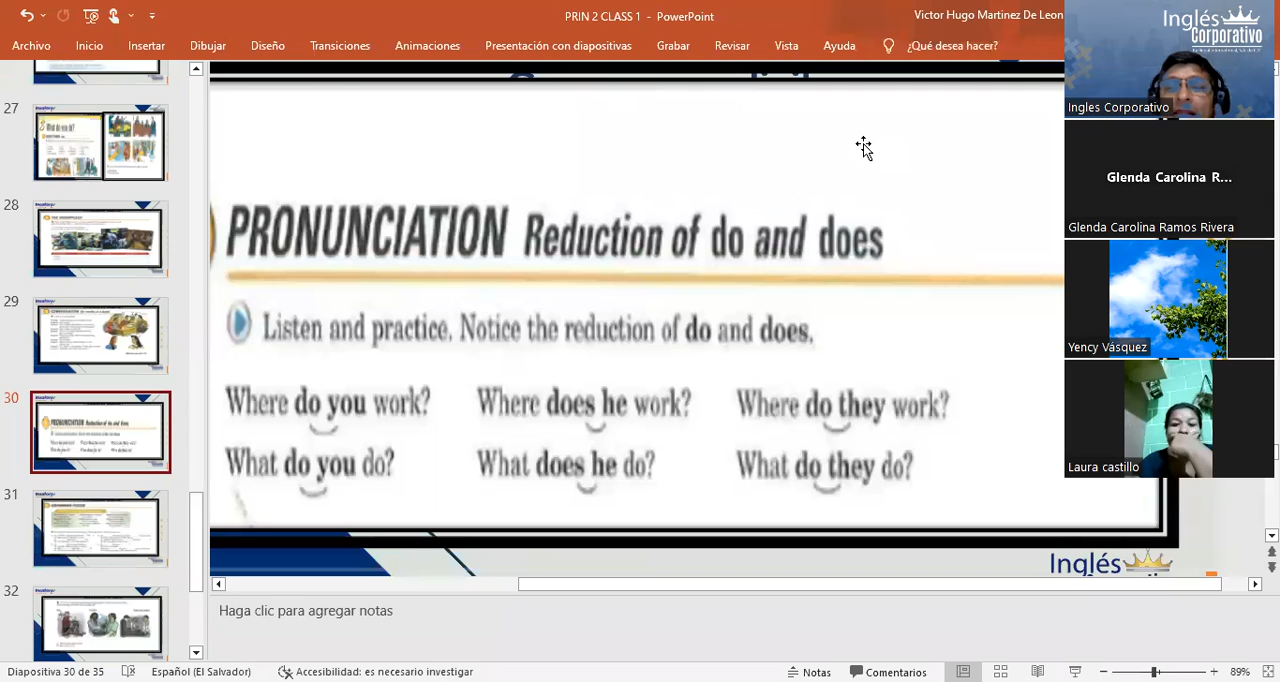 PRIN 2 CLASS 1 - PowerPoint
Victor Hugo Martinez De Leon
Archivo Inicio Insertar Dibujar Diseño Transiciones Animaciones Presentación con diapositivas Grabar Revisar Vista Ayuda ¿Qué desea hacer?
Inglés
Corporativo
Ingles Corporativo
Glenda Carolina R...
Glenda Carolina Ramos Rivera
Yency Vásquez
Laura castillo
27
What do you do?
28
29
30
31
32
PRONUNCIATION Reduction of do and does
Listen and practice. Notice the reduction of do and does.
Where do you work? Where does he work? Where do they work?
What do you do? What does he do? What do they do?
Inglés
Haga clic para agregar notas
Diapositiva 30 de 35 Español (El Salvador) Accesibilidad: es necesario investigar Notas Comentarios 89%